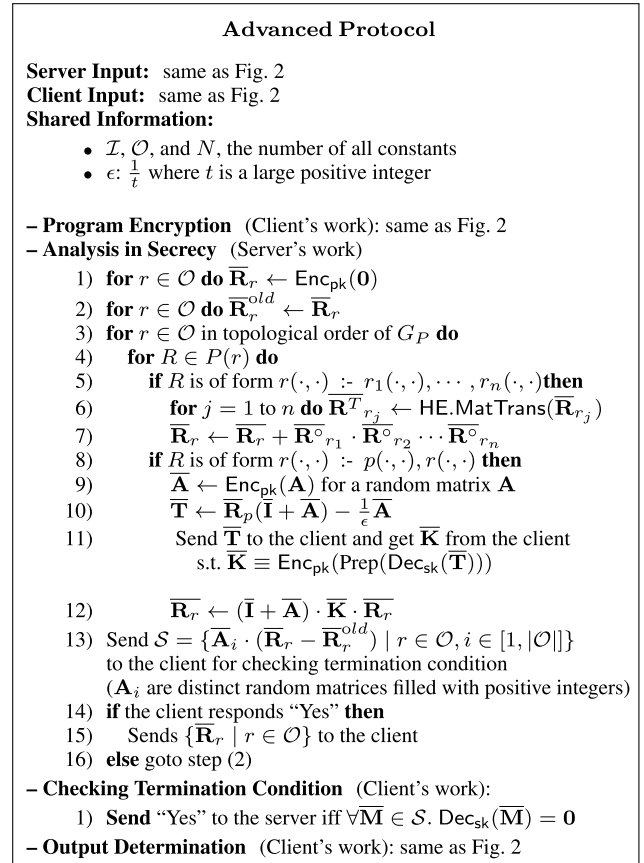 Advanced Protocol
Server Input: same as Fig. 2
Client Input: same as Fig. 2
Shared Information:
• ℐ, 𝒪, and N, the number of all constants
• ϵ: 1/t where t is a large positive integer
– Program Encryption (Client's work): same as Fig. 2
– Analysis in Secrecy (Server's work)
1) for r ∈ 𝒪 do R̅_r ← Enc_pk(0)
2) for r ∈ 𝒪 do R̅_r^old ← R̅_r
3) for r ∈ 𝒪 in topological order of G_P do
4) for R ∈ P(r) do
5) if R is of form r(·,·) :- r_1(·,·), ··· , r_n(·,·)then
6) for j = 1 to n do R̅^T̅_{r_j} ← HE.MatTrans(R̅_{r_j})
7) R̅_r ← R̅_r + R̅°_{r_1} · R̅°_{r_2} ··· R̅°_{r_n}
8) if R is of form r(·,·) :- p(·,·), r(·,·) then
9) A̅ ← Enc_pk(A) for a random matrix A
10) T̅ ← R̅_p(I̅ + A̅) − 1/ϵ A̅
11) Send T̅ to the client and get K̅ from the client
s.t. K̅ ≡ Enc_pk(Prep(Dec_sk(T̅)))
12) R̅_r ← (I̅ + A̅) · K̅ · R̅_r
13) Send 𝒮 = {A̅_i · (R̅_r − R̅_r^old) | r ∈ 𝒪, i ∈ [1, |𝒪|]}
to the client for checking termination condition
(A_i are distinct random matrices filled with positive integers)
14) if the client responds “Yes” then
15) Sends {R̅_r | r ∈ 𝒪} to the client
16) else goto step (2)
– Checking Termination Condition (Client's work):
1) Send “Yes” to the server iff ∀M̅ ∈ 𝒮. Dec_sk(M̅) = 0
– Output Determination (Client's work): same as Fig. 2